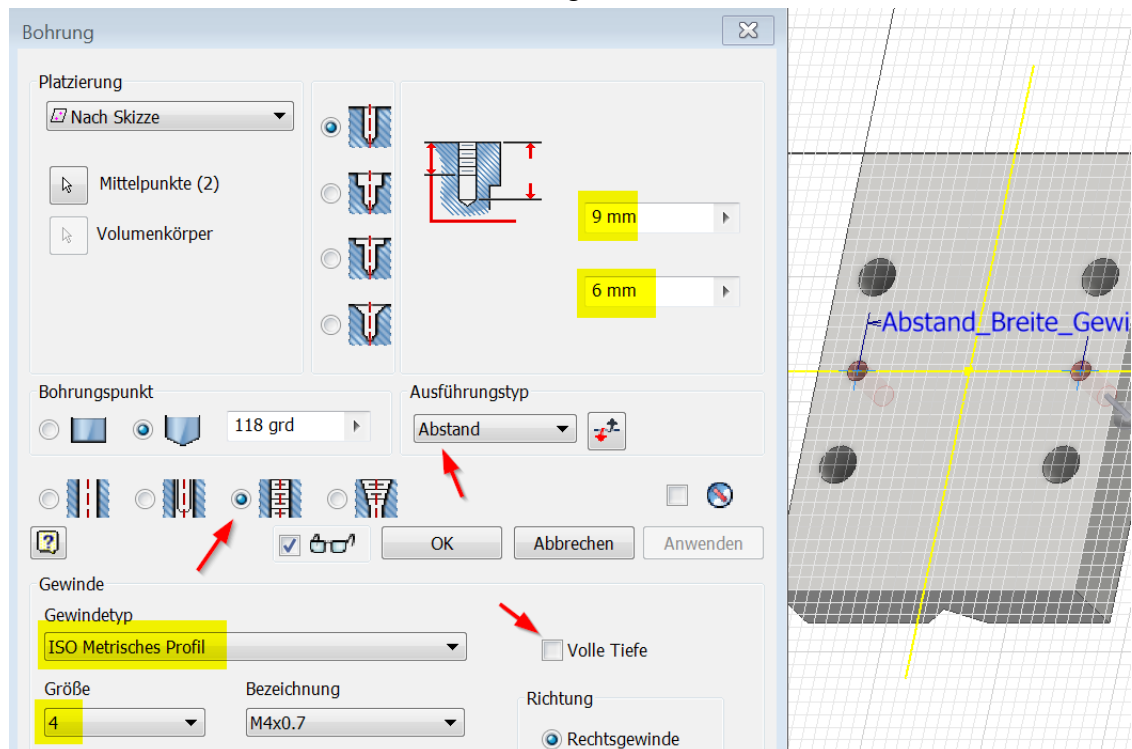 Bohrung
Platzierung
Nach Skizze
Mittelpunkte (2)
Volumenkörper
9 mm
6 mm
Bohrungspunkt
118 grd
Ausführungstyp
Abstand
OK
Abbrechen
Anwenden
Gewinde
Gewindetyp
ISO Metrisches Profil
Volle Tiefe
Größe
4
Bezeichnung
M4x0.7
Richtung
Rechtsgewinde
Abstand_Breite_Gewi